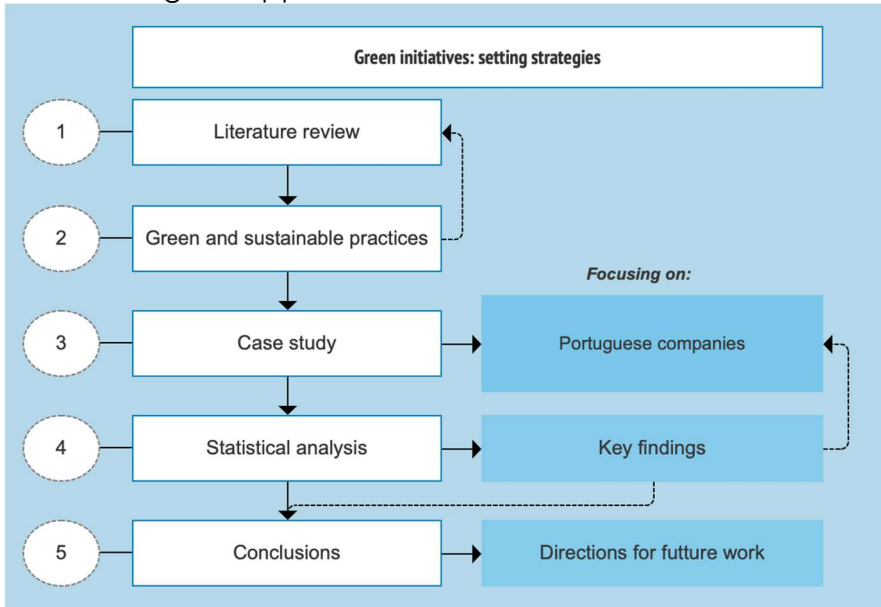 Green initiatives: setting strategies
1
Literature review
2
Green and sustainable practices
Focusing on:
3
Case study
Portuguese companies
4
Statistical analysis
Key findings
5
Conclusions
Directions for futture work